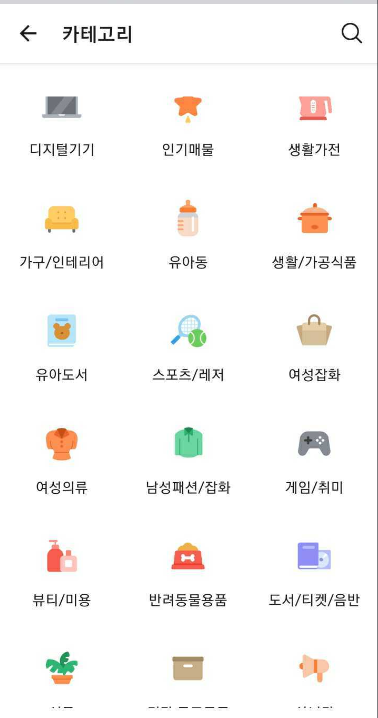 카테고리
디지털기기 인기매물 생활가전
가구/인테리어 유아동 생활/가공식품
유아도서 스포츠/레저 여성잡화
여성의류 남성패션/잡화 게임/취미
뷰티/미용 반려동물용품 도서/티켓/음반